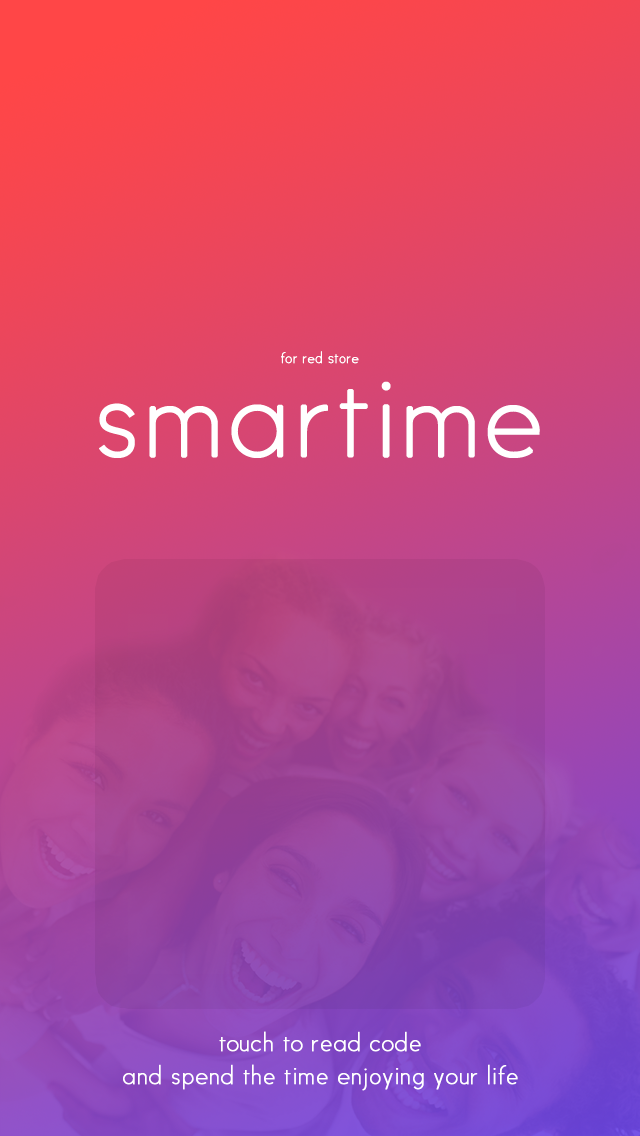 for red store
smartime
touch to read code
and spend the time enjoying your life